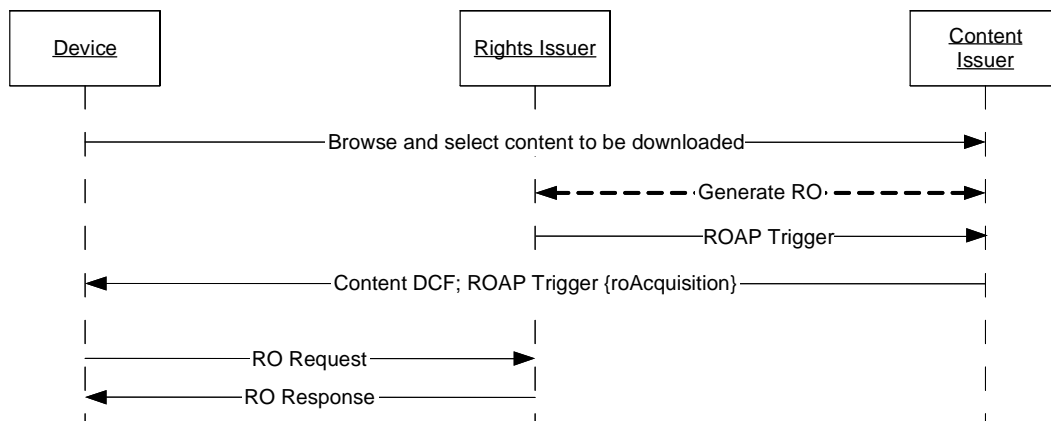 Device
Rights Issuer
Content
Issuer
Browse and select content to be downloaded
Generate RO
ROAP Trigger
Content DCF; ROAP Trigger {roAcquisition}
RO Request
RO Response